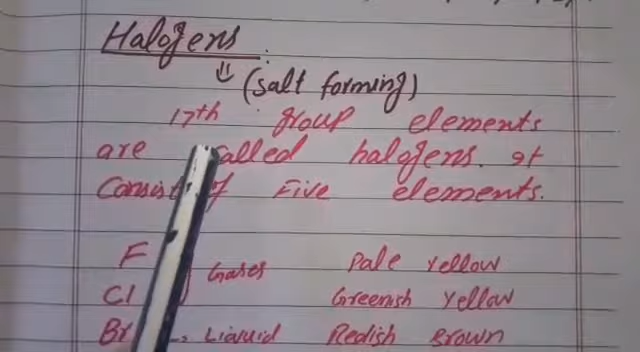 Halogens :
(salt forming)
17th group elements
are called halogens. It
Consist of Five elements.
F Gases Pale Yellow
Cl Greenish Yellow
Br → Liquid Redish Brown